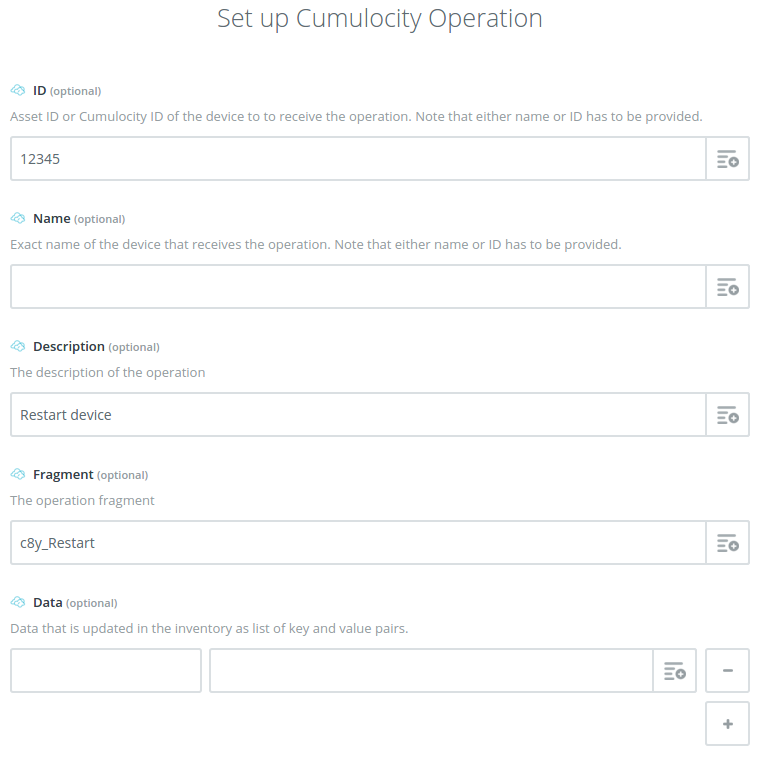 Set up Cumulocity Operation
ID (optional)
Asset ID or Cumulocity ID of the device to to receive the operation. Note that either name or ID has to be provided.
12345
Name (optional)
Exact name of the device that receives the operation. Note that either name or ID has to be provided.
Description (optional)
The description of the operation
Restart device
Fragment (optional)
The operation fragment
c8y_Restart
Data (optional)
Data that is updated in the inventory as list of key and value pairs.